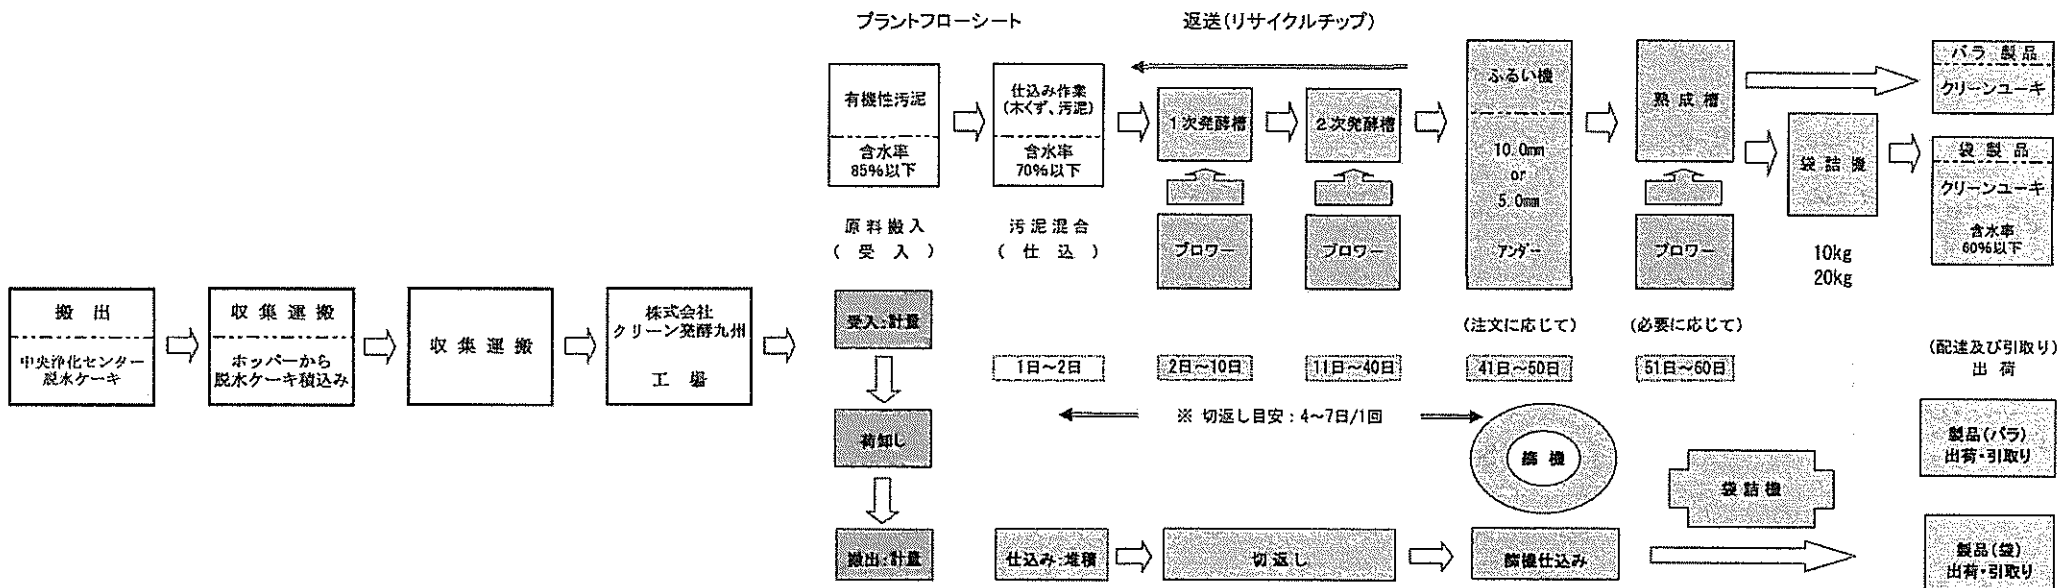 プラントフローシート
返送(リサイクルチップ)
有機性汚泥
含水率
85%以下
仕込み作業
(木くず、汚泥)
含水率
70%以下
1次発酵槽
2次発酵槽
ふるい機
10.0mm
or
5.0mm
アンダー
熟成槽
袋詰機
バラ製品
クリーンユーキ
袋製品
クリーンユーキ
含水率
60%以下
ブロワー
ブロワー
ブロワー
10kg
20kg
原料搬入
(受入)
汚泥混合
(仕込)
搬出
中央浄化センター
脱水ケーキ
収集運搬
ホッパーから
脱水ケーキ積込み
収集運搬
株式会社
クリーン発酵九州
工場
受入:計量
荷卸し
搬出:計量
(注文に応じて)
(必要に応じて)
(配達及び引取り)
出荷
1日~2日
2日~10日
11日~40日
41日~50日
51日~60日
※ 切返し目安:4~7日/1回
篩機
袋詰機
製品(バラ)
出荷・引取り
仕込み:堆積
切返し
篩機仕込み
製品(袋)
出荷・引取り